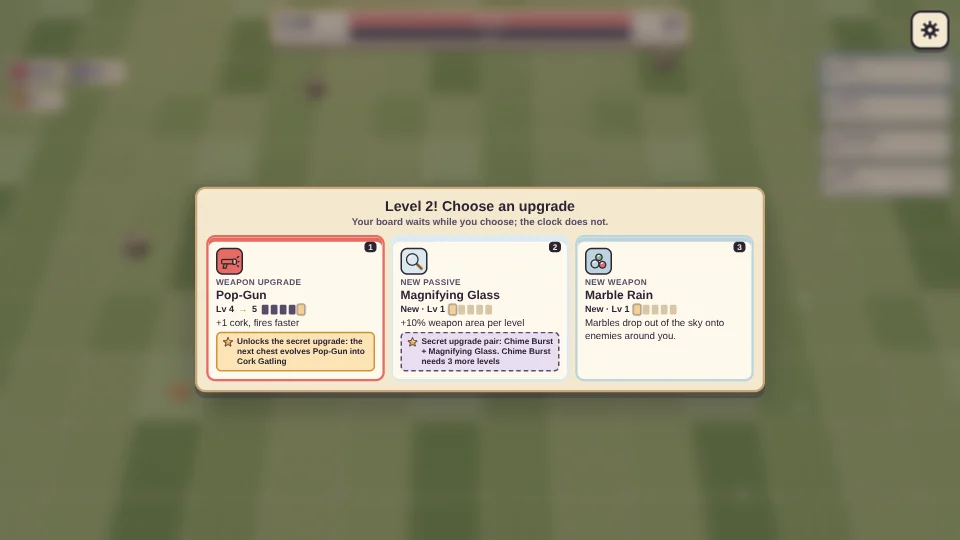 Level 2! Choose an upgrade
Your board waits while you choose; the clock does not.
1
WEAPON UPGRADE
Pop-Gun
Lv 4 → 5
+1 cork, fires faster
Unlocks the secret upgrade: the
next chest evolves Pop-Gun into
Cork Gatling
2
NEW PASSIVE
Magnifying Glass
New · Lv 1
+10% weapon area per level
Secret upgrade pair: Chime Burst
+ Magnifying Glass. Chime Burst
needs 3 more levels
3
NEW WEAPON
Marble Rain
New · Lv 1
Marbles drop out of the sky onto
enemies around you.